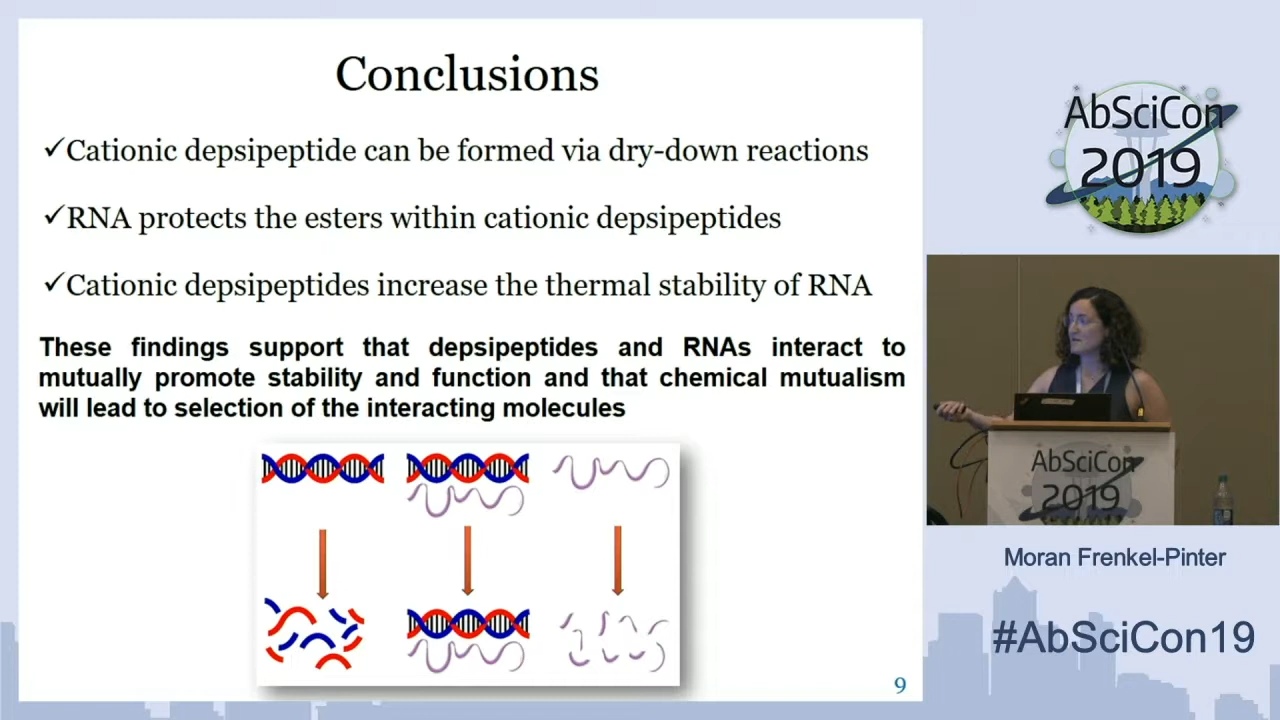 Conclusions
✓Cationic depsipeptide can be formed via dry-down reactions
✓RNA protects the esters within cationic depsipeptides
✓Cationic depsipeptides increase the thermal stability of RNA
These findings support that depsipeptides and RNAs interact to
mutually promote stability and function and that chemical mutualism
will lead to selection of the interacting molecules
9
AbSciCon
2019
AbSciCon
2019
Moran Frenkel-Pinter
#AbSciCon19